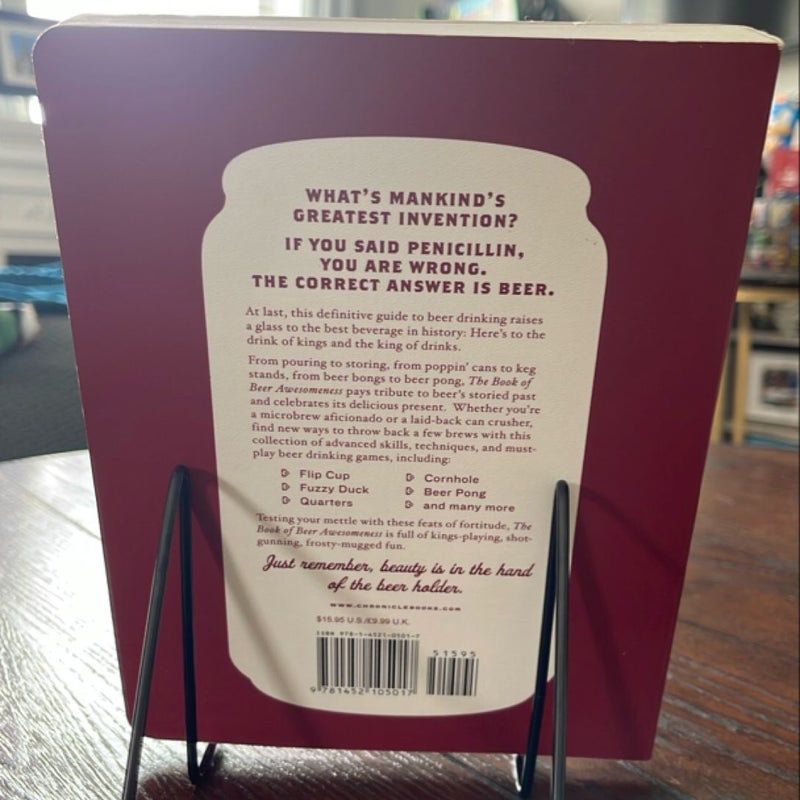 WHAT'S MANKIND'S
GREATEST INVENTION?
IF YOU SAID PENICILLIN,
YOU ARE WRONG.
THE CORRECT ANSWER IS BEER.
At last, this definitive guide to beer drinking raises
a glass to the best beverage in history: Here's to the
drink of kings and the king of drinks.
From pouring to storing, from poppin' cans to keg
stands, from beer bongs to beer pong, The Book of
Beer Awesomeness pays tribute to beer's storied past
and celebrates its delicious present. Whether you're
a microbrew aficionado or a laid-back can crusher,
find new ways to throw back a few brews with this
collection of advanced skills, techniques, and must-
play beer drinking games, including:
Flip Cup
Fuzzy Duck
Quarters
Cornhole
Beer Pong
and many more
Testing your mettle with these feats of fortitude, The
Book of Beer Awesomeness is full of kings-playing, shot-
gunning, frosty-mugged fun.
Just remember, beauty is in the hand
of the beer holder.
WWW.CHRONICLEBOOKS.COM
$15.95 U.S./£9.99 U.K.
ISBN 978-1-4521-0501-7
51595
9 781452 105017